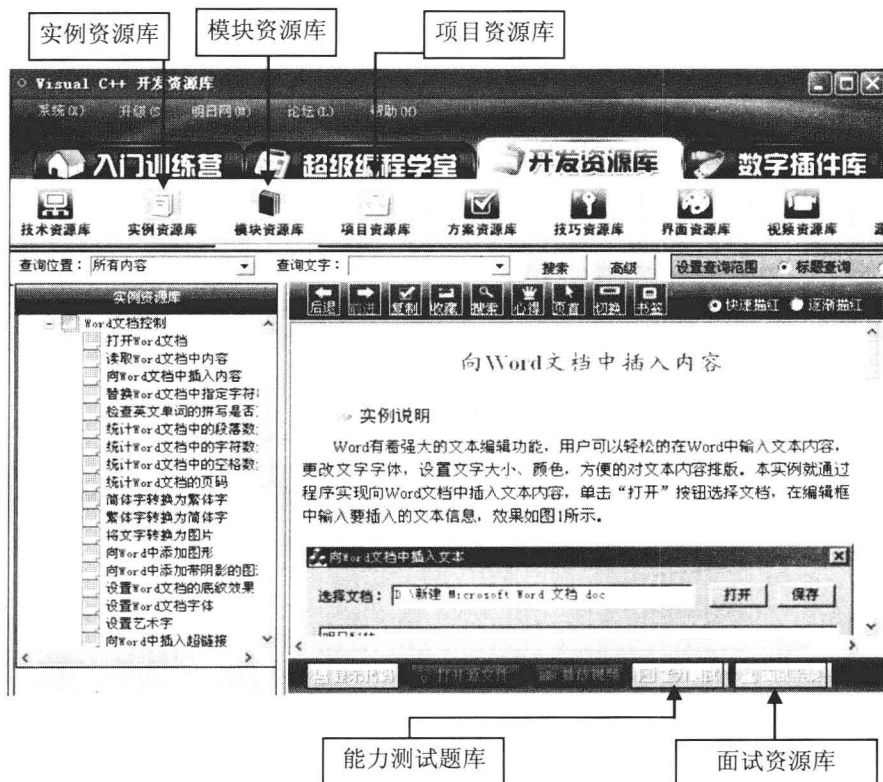 实例资源库
模块资源库
项目资源库
Visual C++ 开发资源库
系统(X) 升级(S 明日网(M) 论坛(L) 帮助(H)
入门训练营 超级编程学堂 开发资源库 数字插件库
技术资源库 实例资源库 模块资源库 项目资源库 方案资源库 技巧资源库 界面资源库 视频资源库 源
查询位置： 所有内容 查询文字： 搜索 高级 设置查询范围 标题查询
实例资源库
后退 前进 复制 收藏 搜索 心得 页首 切换 书签 快速描红 逐渐描红
Word文档控制
打开Word文档
读取Word文档中内容
向Word文档中插入内容
替换Word文档中指定字符
检查英文单词的拼写是否
统计Word文档中的段落数
统计Word文档中的字符数
统计Word文档中的空格数
统计Word文档的页码
简体字转换为繁体字
繁体字转换为简体字
将文字转换为图片
向Word中添加图形
向Word中添加带阴影的图
设置Word文档的底纹效果
设置Word文档字体
设置艺术字
向Word中插入超链接
向Word文档中插入内容
实例说明
Word有着强大的文本编辑功能，用户可以轻松的在Word中输入文本内容，
更改文字字体，设置文字大小、颜色，方便的对文本内容排版。本实例就通过
程序实现向Word文档中插入文本内容，单击“打开”按钮选择文档，在编辑框
中输入要插入的文本信息，效果如图1所示。
向Word文档中插入文本
选择文档： D \新建 Microsoft Word 文档 doc 打开 保存
打开源文件 播放视频
能力测试题库
面试资源库